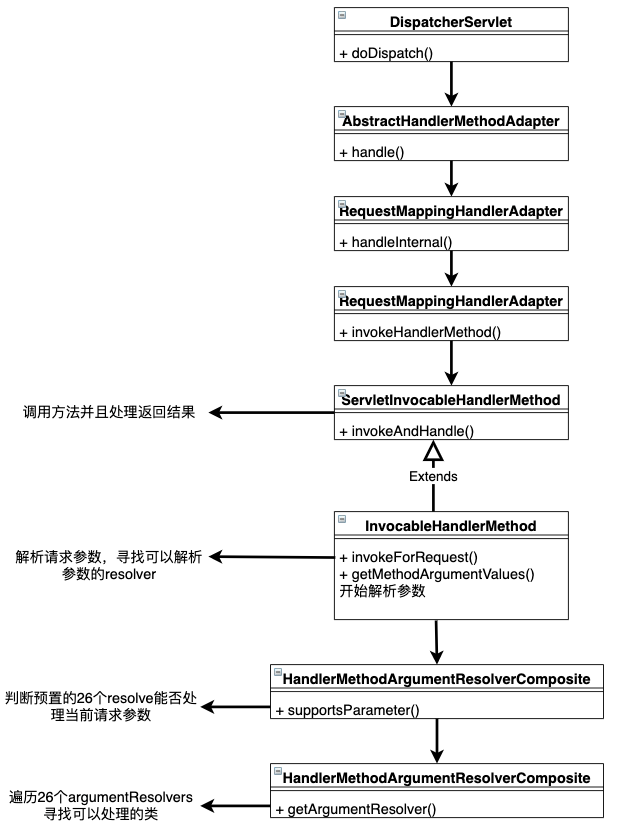 DispatcherServlet
+ doDispatch()
AbstractHandlerMethodAdapter
+ handle()
RequestMappingHandlerAdapter
+ handleInternal()
RequestMappingHandlerAdapter
+ invokeHandlerMethod()
调用方法并且处理返回结果
ServletInvocableHandlerMethod
+ invokeAndHandle()
Extends
InvocableHandlerMethod
解析请求参数，寻找可以解析
参数的resolver
+ invokeForRequest()
+ getMethodArgumentValues()
开始解析参数
HandlerMethodArgumentResolverComposite
判断预置的26个resolve能否处
理当前请求参数
+ supportsParameter()
HandlerMethodArgumentResolverComposite
遍历26个argumentResolvers
寻找可以处理的类
+ getArgumentResolver()